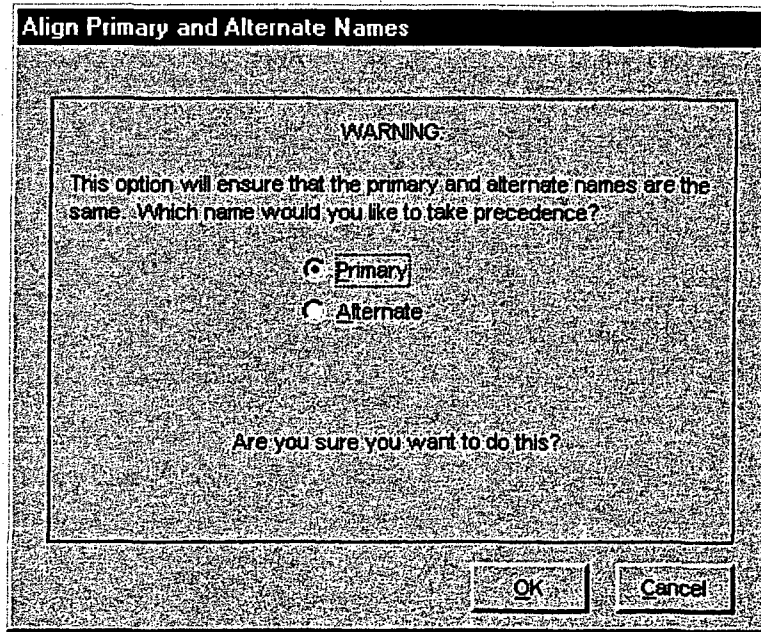 Align Primary and Alternate Names
WARNING
This option will ensure that the primary and alternate names are the
same. Which name would you like to take precedence?
Primary
Alternate
Are you sure you want to do this?
OK
Cancel